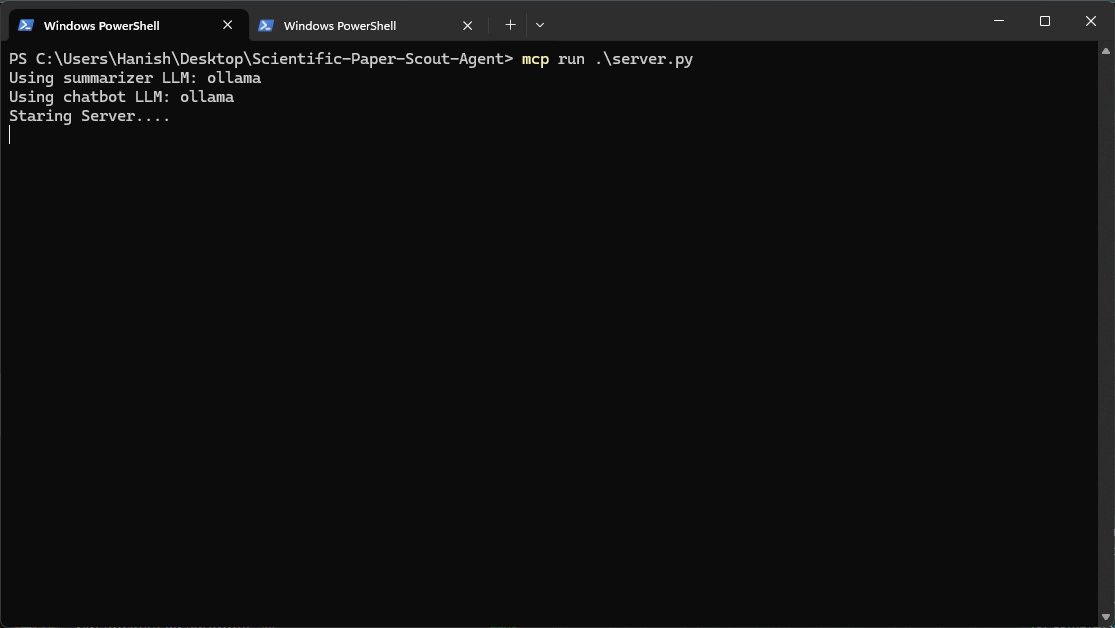 Windows PowerShell
Windows PowerShell
PS C:\Users\Hanish\Desktop\Scientific-Paper-Scout-Agent> mcp run .\server.py
Using summarizer LLM: ollama
Using chatbot LLM: ollama
Staring Server....